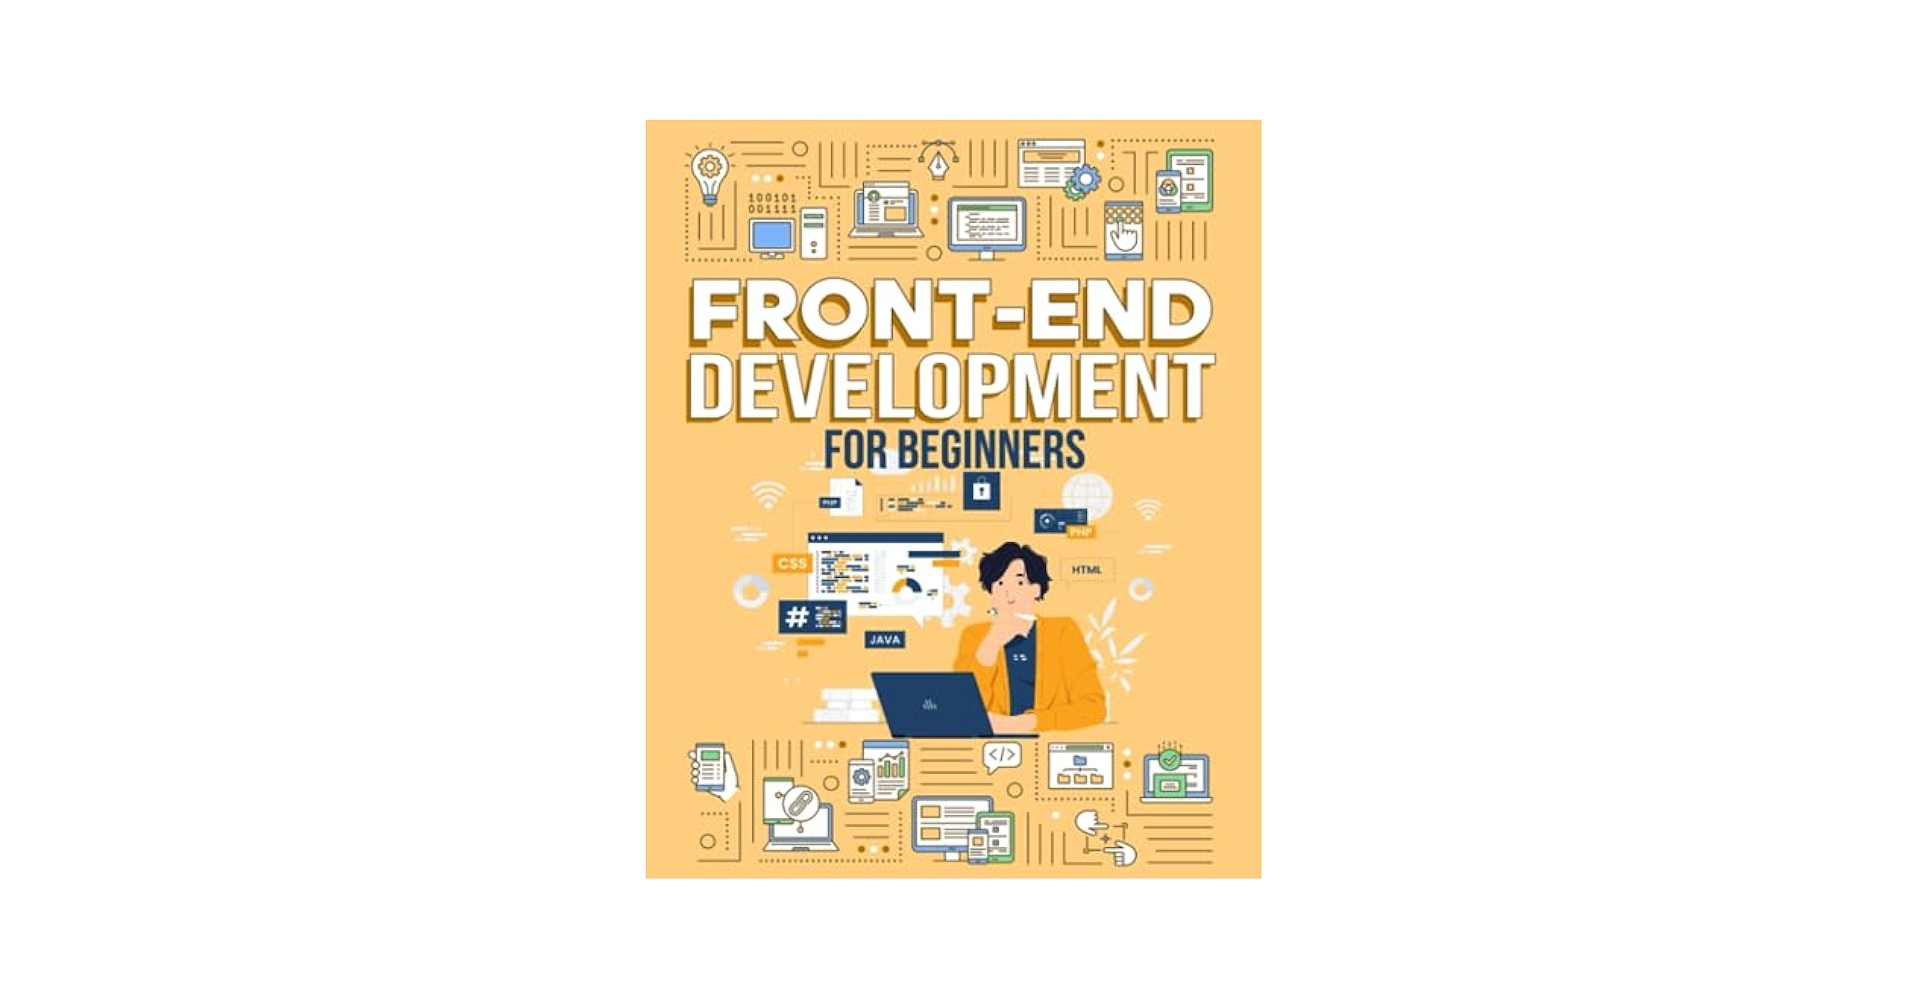 100101
001111
FRONT-END
DEVELOPMENT
FOR BEGINNERS
PHP
PHP
CSS
HTML
#
JAVA
</>